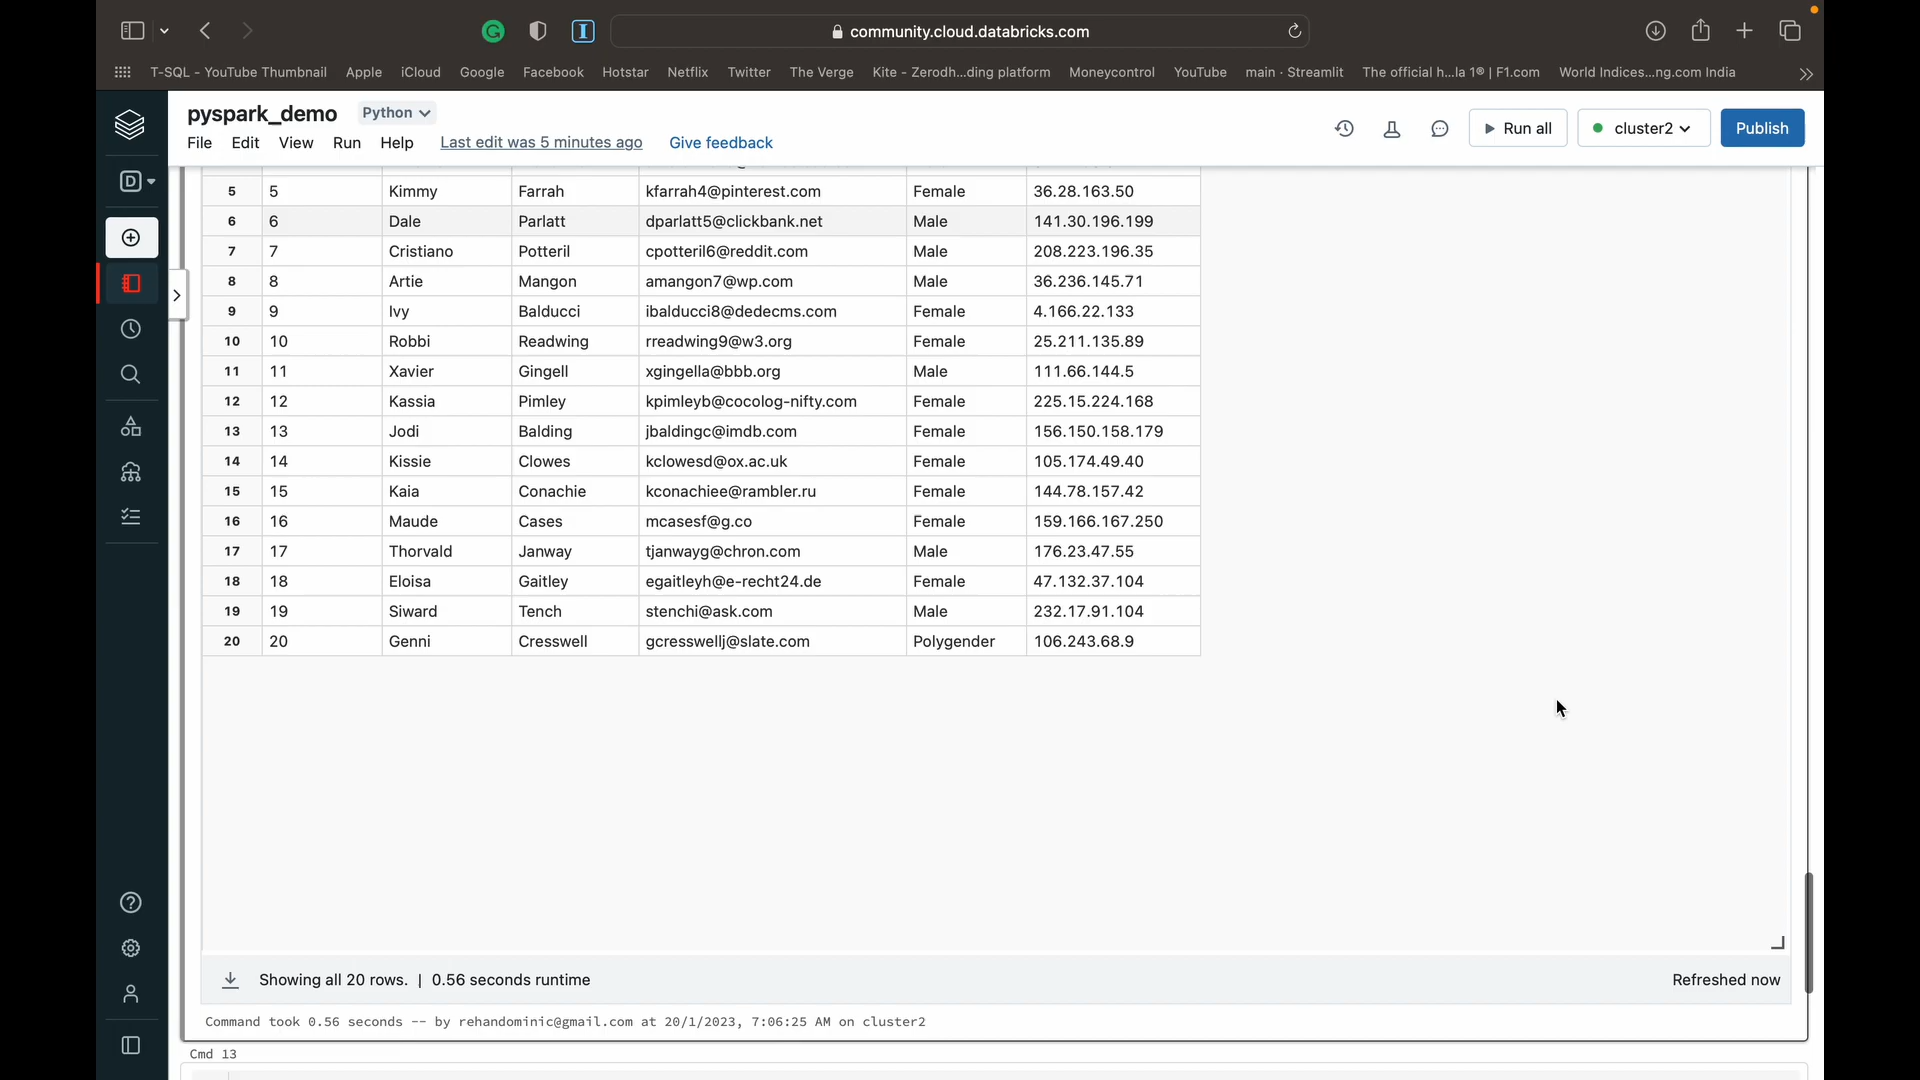 community.cloud.databricks.com
T-SQL - YouTube Thumbnail Apple iCloud Google Facebook Hotstar Netflix Twitter The Verge Kite - Zerodh...ding platform Moneycontrol YouTube main · Streamlit The official h...la 1® | F1.com World Indices...ng.com India
pyspark_demo Python
File Edit View Run Help Last edit was 5 minutes ago Give feedback
Run all cluster2 Publish
D
5 5 Kimmy Farrah kfarrah4@pinterest.com Female 36.28.163.50
6 6 Dale Parlatt dparlatt5@clickbank.net Male 141.30.196.199
7 7 Cristiano Potteril cpotteril6@reddit.com Male 208.223.196.35
8 8 Artie Mangon amangon7@wp.com Male 36.236.145.71
9 9 Ivy Balducci ibalducci8@dedecms.com Female 4.166.22.133
10 10 Robbi Readwing rreadwing9@w3.org Female 25.211.135.89
11 11 Xavier Gingell xgingella@bbb.org Male 111.66.144.5
12 12 Kassia Pimley kpimleyb@cocolog-nifty.com Female 225.15.224.168
13 13 Jodi Balding jbaldingc@imdb.com Female 156.150.158.179
14 14 Kissie Clowes kclowesd@ox.ac.uk Female 105.174.49.40
15 15 Kaia Conachie kconachiee@rambler.ru Female 144.78.157.42
16 16 Maude Cases mcasesf@g.co Female 159.166.167.250
17 17 Thorvald Janway tjanwayg@chron.com Male 176.23.47.55
18 18 Eloisa Gaitley egaitleyh@e-recht24.de Female 47.132.37.104
19 19 Siward Tench stenchi@ask.com Male 232.17.91.104
20 20 Genni Cresswell gcresswellj@slate.com Polygender 106.243.68.9
Showing all 20 rows. | 0.56 seconds runtime Refreshed now
Command took 0.56 seconds -- by rehandominic@gmail.com at 20/1/2023, 7:06:25 AM on cluster2
Cmd 13